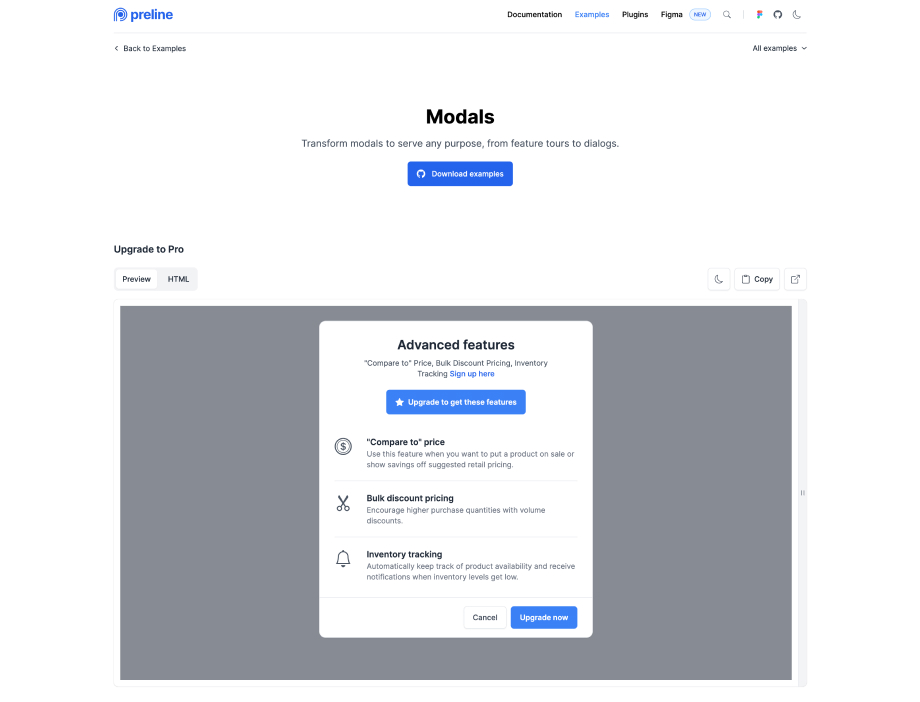 preline
Documentation Examples Plugins Figma NEW
Back to Examples
All examples
Modals
Transform modals to serve any purpose, from feature tours to dialogs.
Download examples
Upgrade to Pro
Preview HTML
Copy
Advanced features
"Compare to" Price, Bulk Discount Pricing, Inventory
Tracking Sign up here
Upgrade to get these features
"Compare to" price
Use this feature when you want to put a product on sale or
show savings off suggested retail pricing.
Bulk discount pricing
Encourage higher purchase quantities with volume
discounts.
Inventory tracking
Automatically keep track of product availability and receive
notifications when inventory levels get low.
Cancel Upgrade now